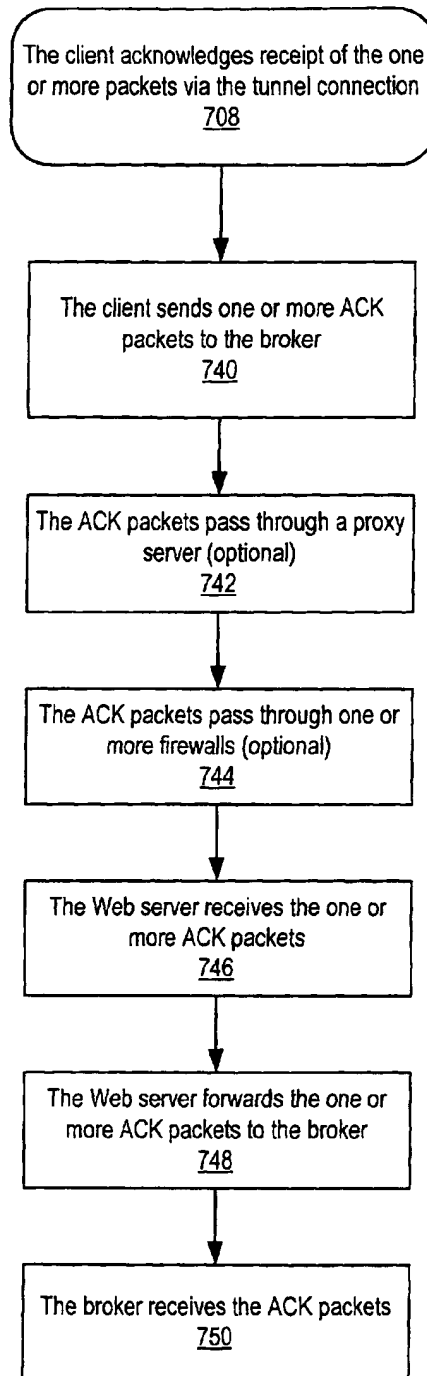 The client acknowledges receipt of the one
or more packets via the tunnel connection
708
The client sends one or more ACK
packets to the broker
740
The ACK packets pass through a proxy
server (optional)
742
The ACK packets pass through one or
more firewalls (optional)
744
The Web server receives the one or
more ACK packets
746
The Web server forwards the one or
more ACK packets to the broker
748
The broker receives the ACK packets
750